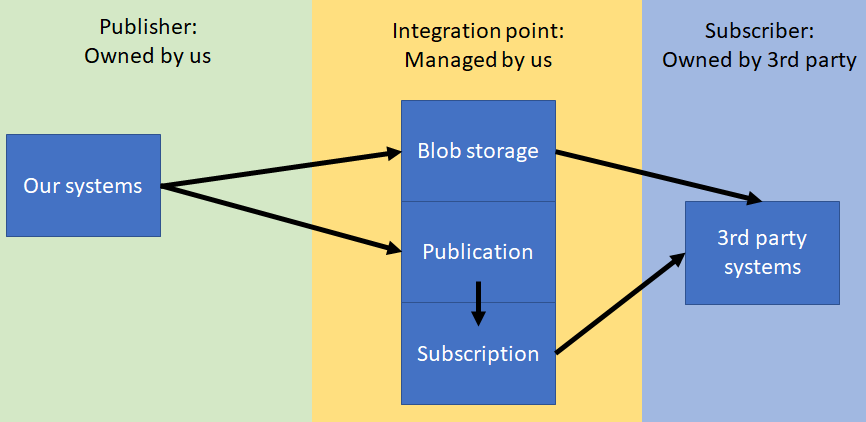 Publisher:
Owned by us
Integration point:
Managed by us
Subscriber:
Owned by 3rd party
Our systems
Blob storage
Publication
Subscription
3rd party
systems